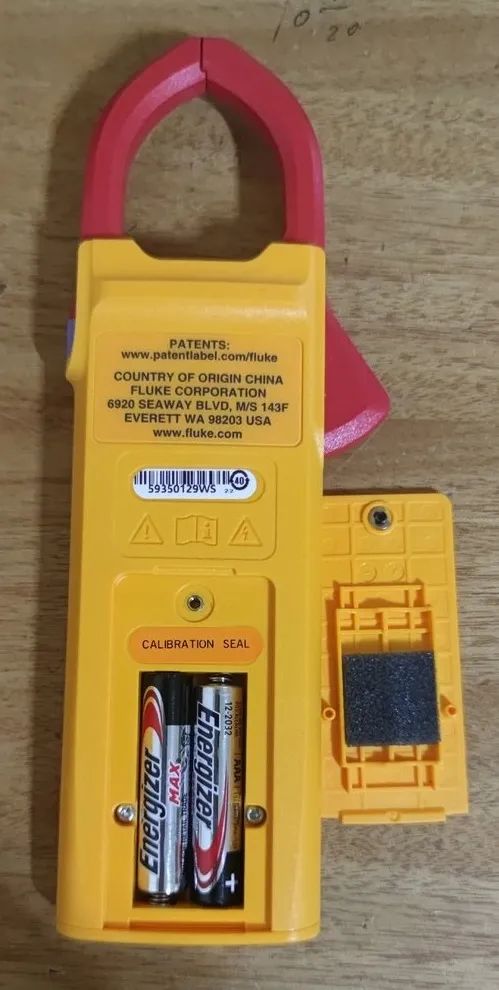 10
20
PATENTS:
www.patentlabel.com/fluke
COUNTRY OF ORIGIN CHINA
FLUKE CORPORATION
6920 SEAWAY BLVD, M/S 143F
EVERETT WA 98203 USA
www.fluke.com
59350129WS
40
CALIBRATION SEAL
Energizer
MAX
Energizer
12-2032
+